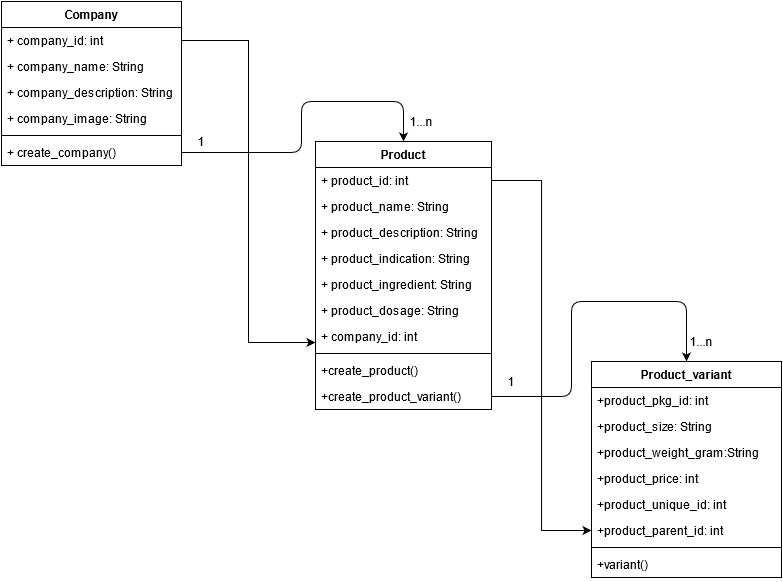 Company
+ company_id: int
+ company_name: String
+ company_description: String
+ company_image: String
+ create_company()
1
1...n
Product
+ product_id: int
+ product_name: String
+ product_description: String
+ product_indication: String
+ product_ingredient: String
+ product_dosage: String
+ company_id: int
+create_product()
+create_product_variant()
1
1...n
Product_variant
+product_pkg_id: int
+product_size: String
+product_weight_gram:String
+product_price: int
+product_unique_id: int
+product_parent_id: int
+variant()